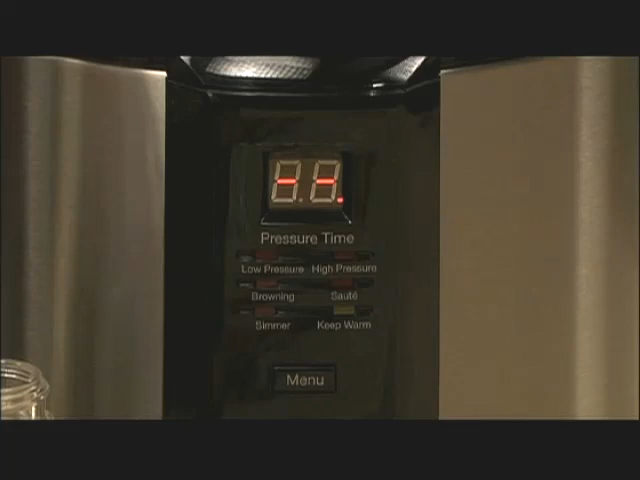 --.
Pressure Time
Low Pressure High Pressure
Browning Sauté
Simmer Keep Warm
Menu